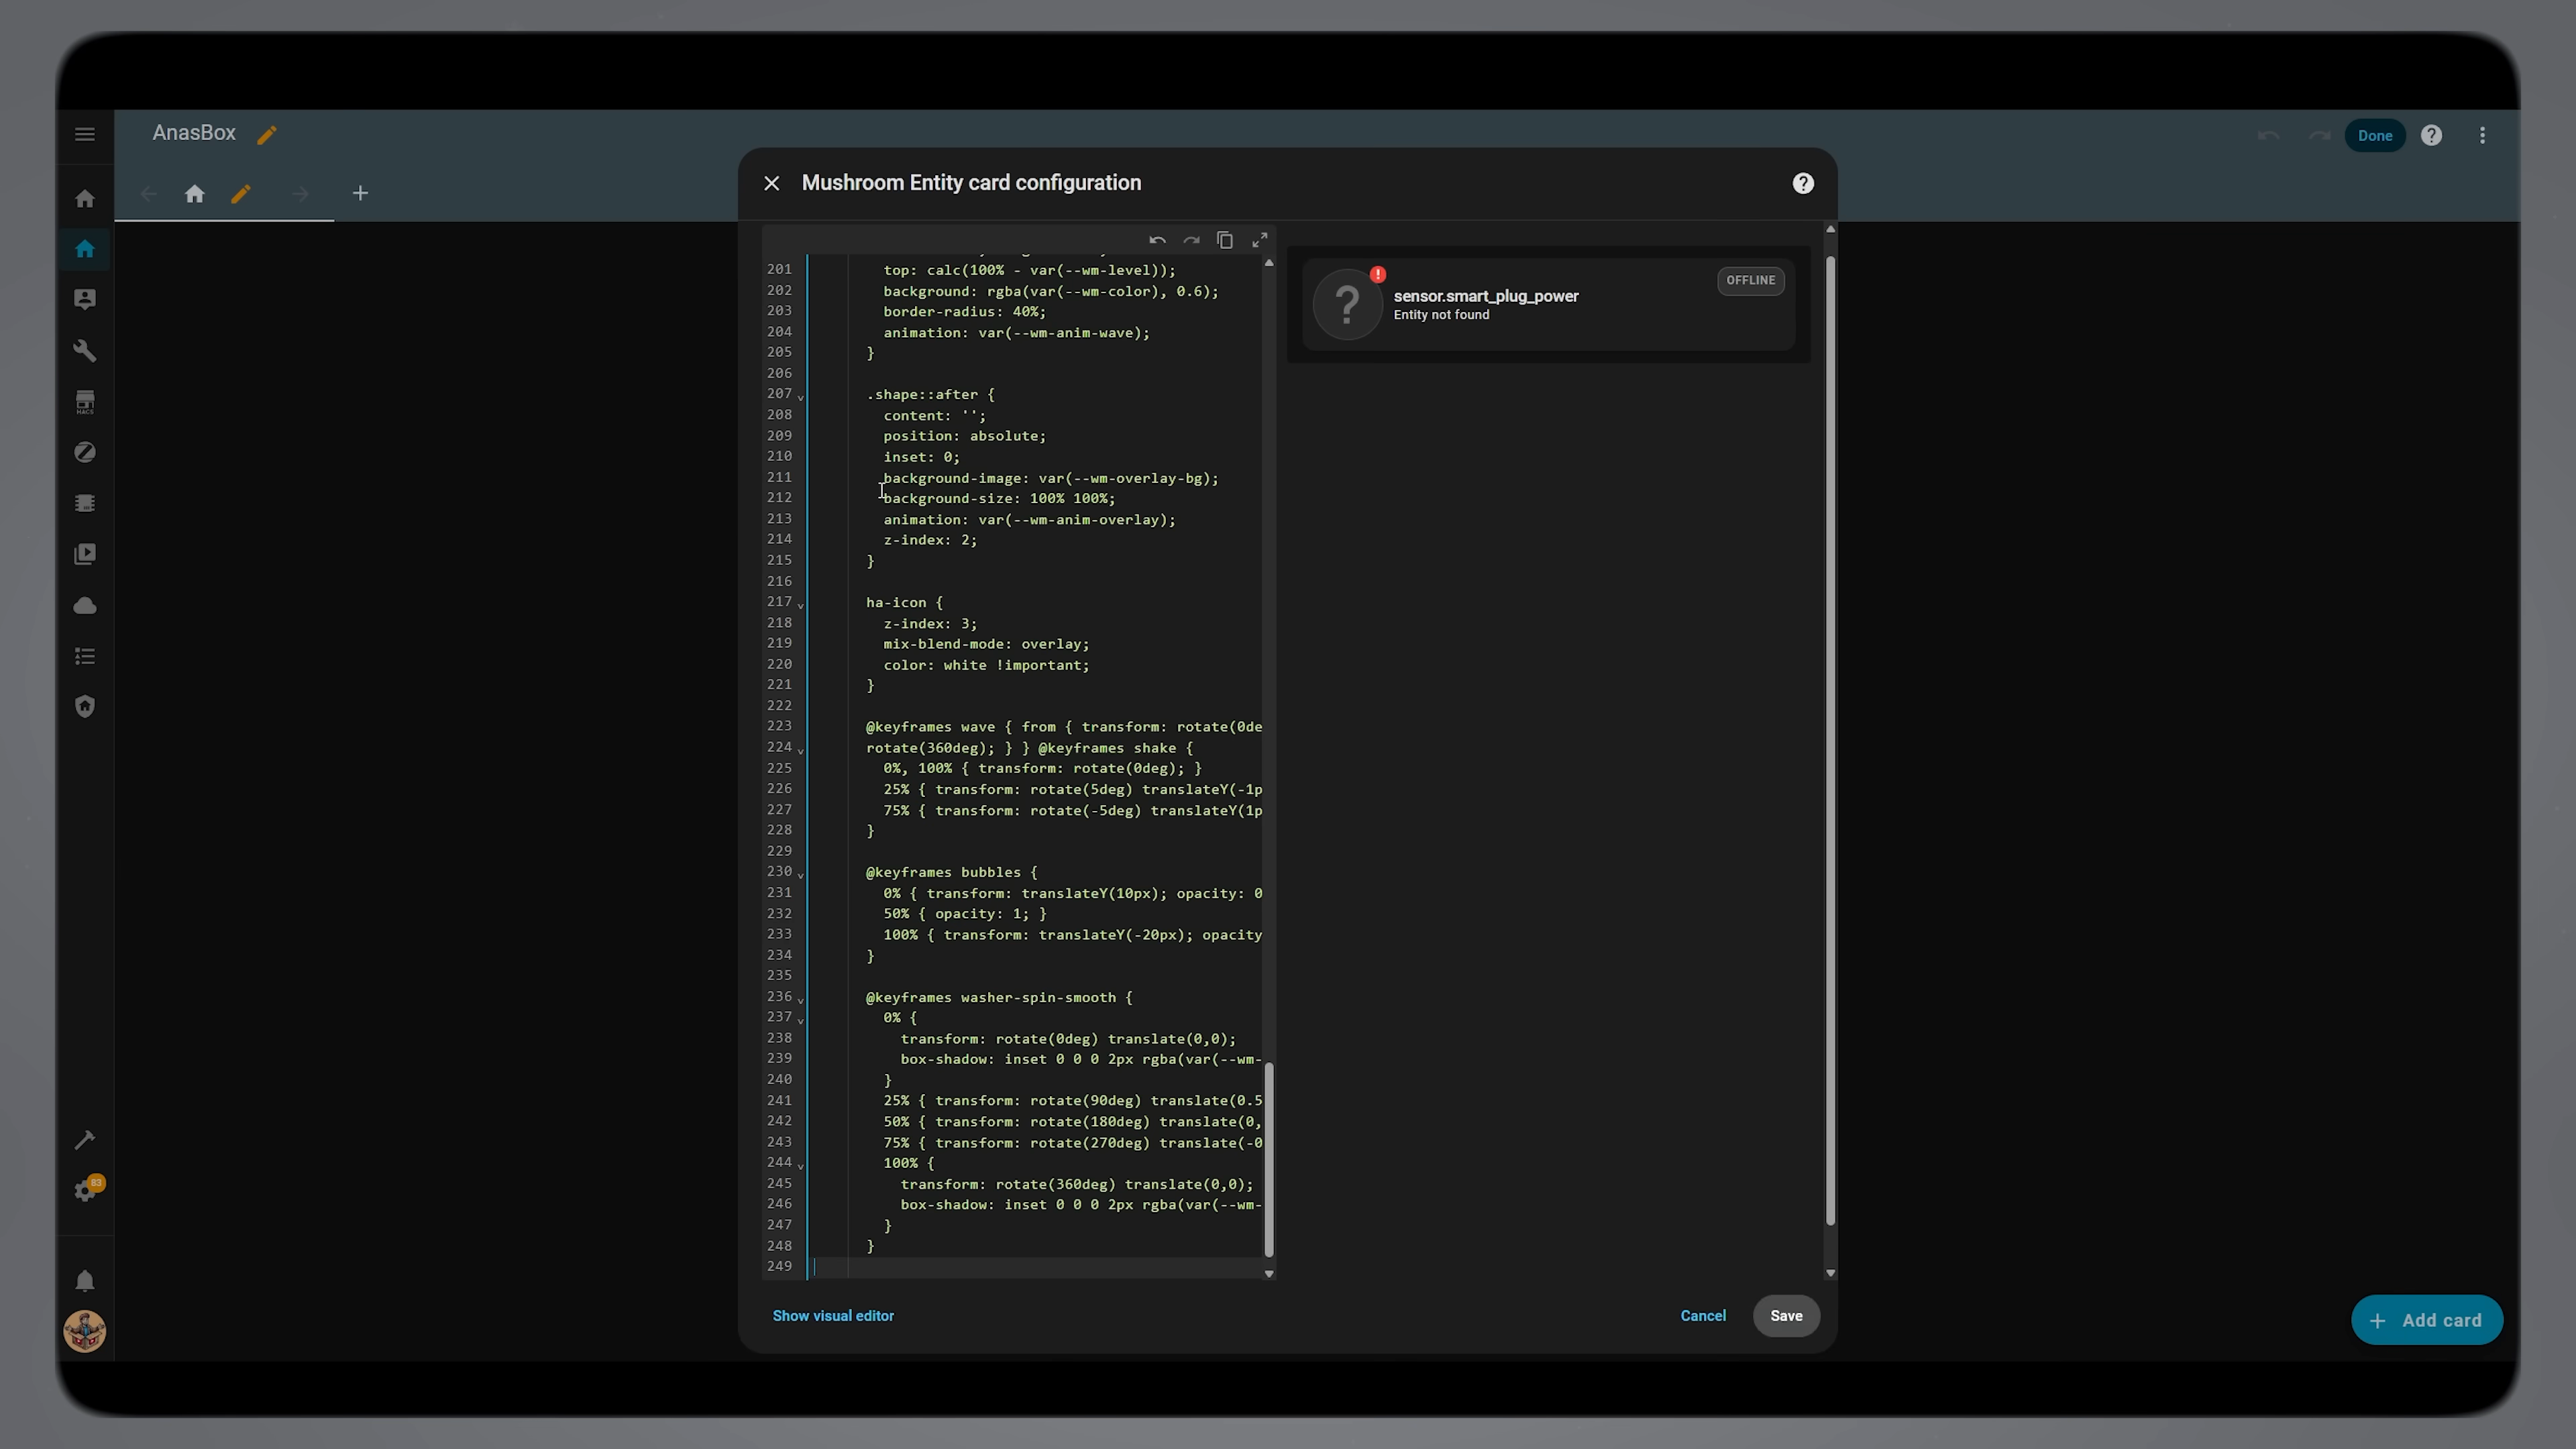 AnasBox
Done
Mushroom Entity card configuration
HACS
83
201 top: calc(100% - var(--wm-level));
202 background: rgba(var(--wm-color), 0.6);
203 border-radius: 40%;
204 animation: var(--wm-anim-wave);
205 }
206
207 .shape::after {
208 content: '';
209 position: absolute;
210 inset: 0;
211 background-image: var(--wm-overlay-bg);
212 background-size: 100% 100%;
213 animation: var(--wm-anim-overlay);
214 z-index: 2;
215 }
216
217 ha-icon {
218 z-index: 3;
219 mix-blend-mode: overlay;
220 color: white !important;
221 }
222
223 @keyframes wave { from { transform: rotate(0de
224 rotate(360deg); } } @keyframes shake {
225 0%, 100% { transform: rotate(0deg); }
226 25% { transform: rotate(5deg) translateY(-1p
227 75% { transform: rotate(-5deg) translateY(1p
228 }
229
230 @keyframes bubbles {
231 0% { transform: translateY(10px); opacity: 0
232 50% { opacity: 1; }
233 100% { transform: translateY(-20px); opacity
234 }
235
236 @keyframes washer-spin-smooth {
237 0% {
238 transform: rotate(0deg) translate(0,0);
239 box-shadow: inset 0 0 0 2px rgba(var(--wm-
240 }
241 25% { transform: rotate(90deg) translate(0.5
242 50% { transform: rotate(180deg) translate(0,
243 75% { transform: rotate(270deg) translate(-0
244 100% {
245 transform: rotate(360deg) translate(0,0);
246 box-shadow: inset 0 0 0 2px rgba(var(--wm-
247 }
248 }
249
sensor.smart_plug_power
Entity not found
OFFLINE
Show visual editor
Cancel
Save
Add card